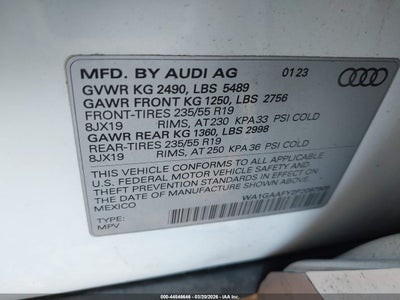 MFD. BY AUDI AG 01 23
GVWR KG 2490, LBS 5489
GAWR FRONT KG 1250, LBS 2756
FRONT-TIRES 235/55 R19
8JX19 RIMS, AT 230 KPA 33 PSI COLD
GAWR REAR KG 1360, LBS 2998
REAR-TIRES 235/55 R19
8JX19 RIMS, AT 250 KPA 36 PSI COLD
THIS VEHICLE CONFORMS TO ALL APPLICABLE
FEDERAL MOTOR VEHICLE SAFETY AND
THEFT PREVENTION STANDARDS IN EFFECT ON
THE DATE OF MANUFACTURE SHOWN ABOVE
MEXICO
TYPE:
MPV
IAA
44548646 - 03/20/2026 - IAA Inc.